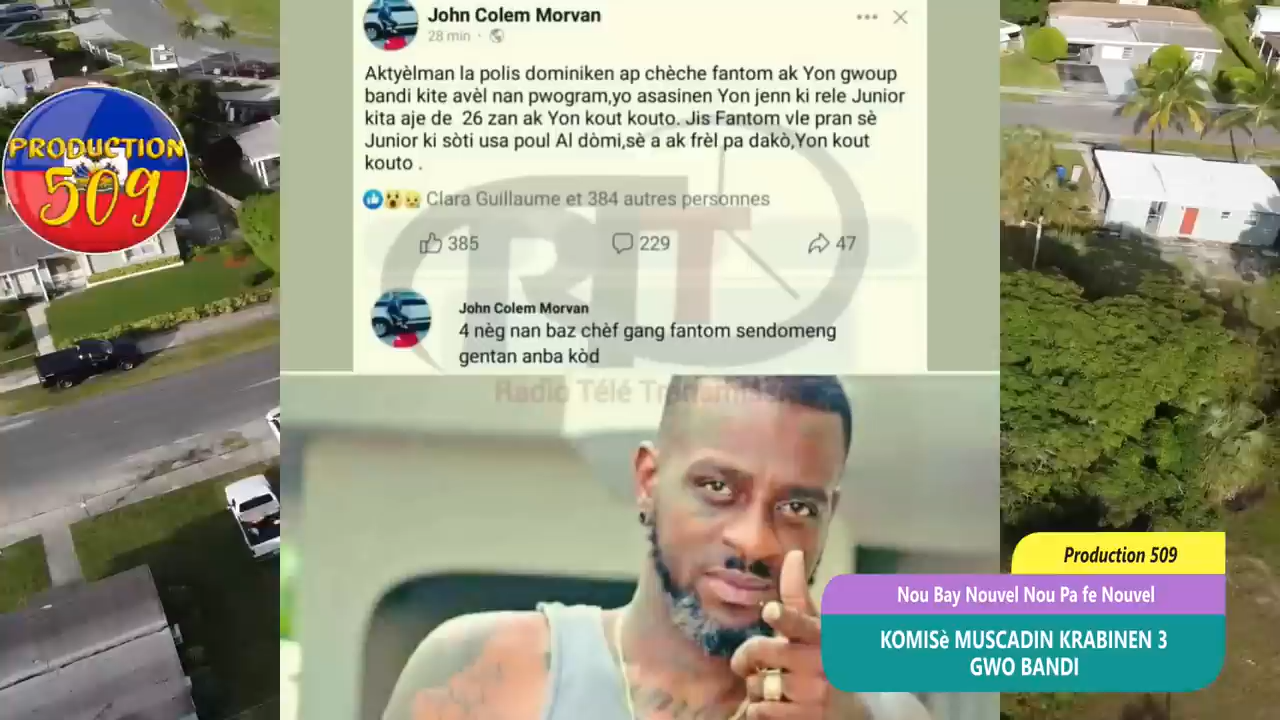 John Colem Morvan
28 min
Aktyèlman la polis dominiken ap chèche fantom ak Yon gwoup
bandi kite avèl nan pwogram,yo asasinen Yon jenn ki rele Junior
kita aje de 26 zan ak Yon kout kouto. Jis Fantom vle pran sè
Junior ki sòti usa poul Al dòmi,sè a ak frèl pa dakò,Yon kout
kouto .
Clara Guillaume et 384 autres personnes
385
229
47
John Colem Morvan
4 nèg nan baz chèf gang fantom sendomeng
gentan anba kòd
PRODUCTION
509
RTT
Radio Télé
Production 509
Nou Bay Nouvel Nou Pa fe Nouvel
KOMISè MUSCADIN KRABINEN 3
GWO BANDI